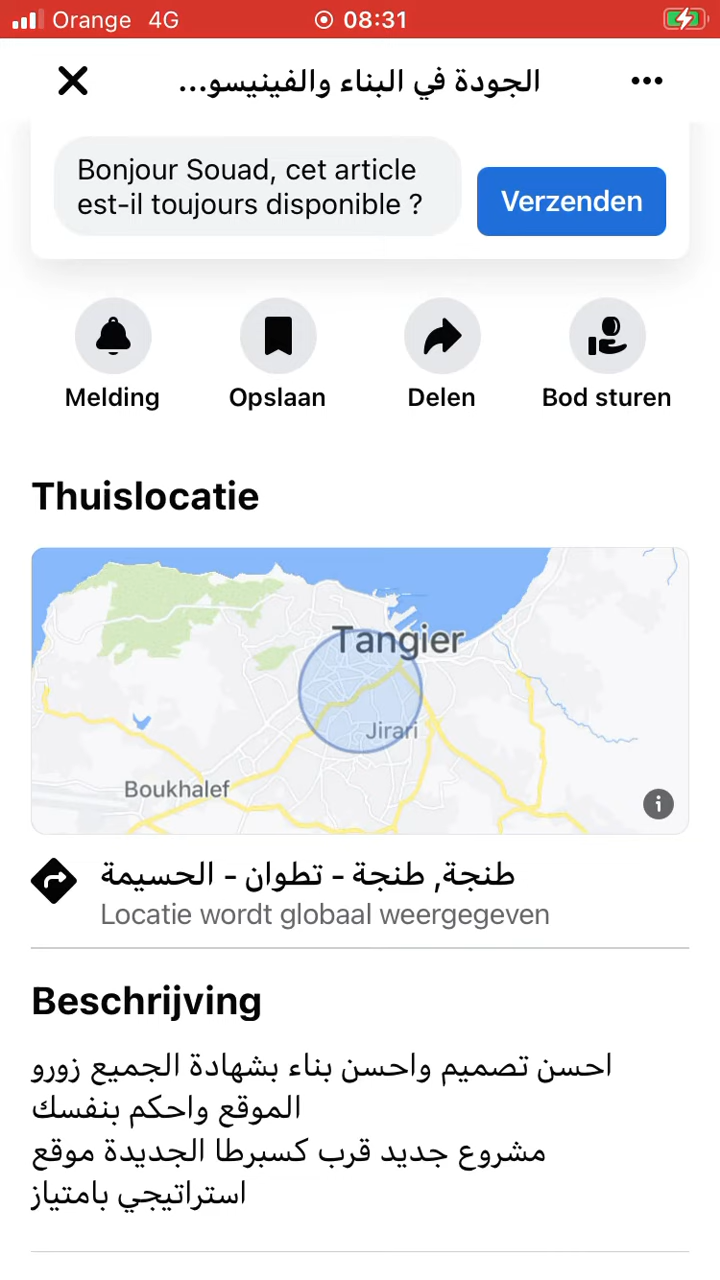 Orange 4G 08:31
الجودة في البناء والفينيسو...
Bonjour Souad, cet article
est-il toujours disponible ?
Verzenden
Melding Opslaan Delen Bod sturen
Thuislocatie
Tangier
Jirari
Boukhalef
طنجة, طنجة - تطوان - الحسيمة
Locatie wordt globaal weergegeven
Beschrijving
احسن تصميم واحسن بناء بشهادة الجميع زورو
الموقع واحكم بنفسك
مشروع جديد قرب كسبرطا الجديدة موقع
استراتيجي بامتياز